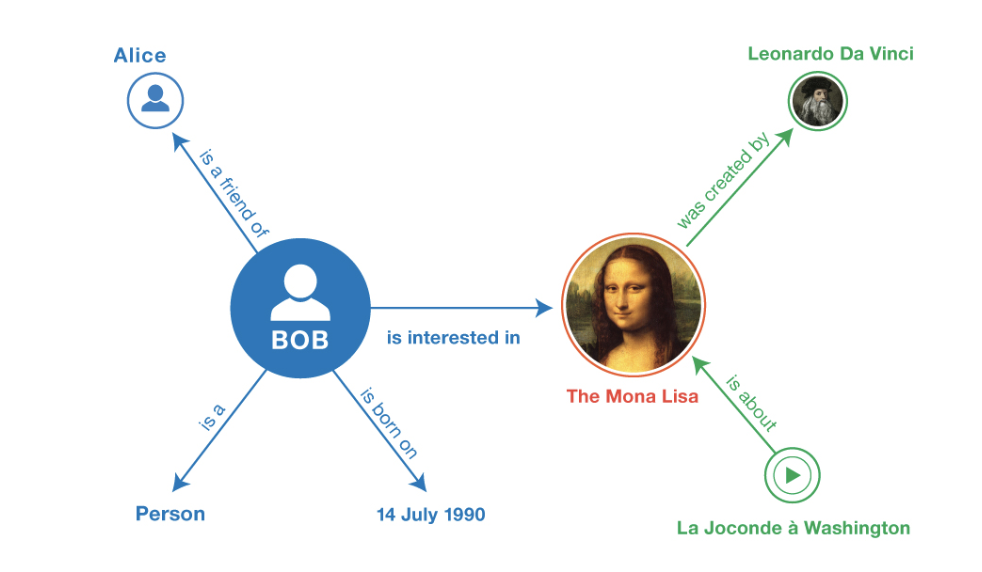 Alice
Leonardo Da Vinci
is a friend of
was created by
BOB
is interested in
The Mona Lisa
is a
is born on
is about
Person
14 July 1990
La Joconde à Washington